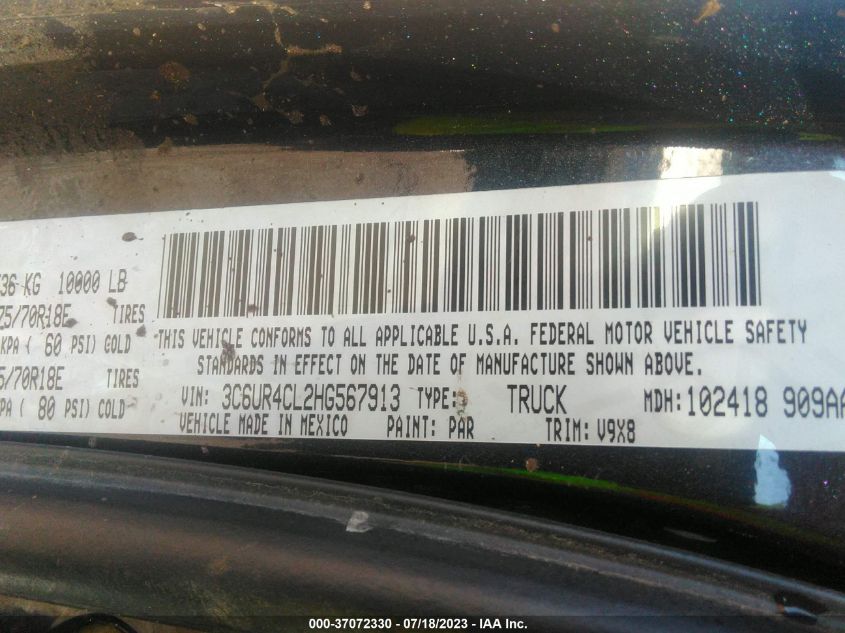 36 KG 10000 LB
75/70R18E TIRES
KPA ( 60 PSI) COLD
5/70R18E TIRES
PA ( 80 PSI) COLD
THIS VEHICLE CONFORMS TO ALL APPLICABLE U.S.A. FEDERAL MOTOR VEHICLE SAFETY
STANDARDS IN EFFECT ON THE DATE OF MANUFACTURE SHOWN ABOVE.
VIN: 3C6UR4CL2HG567913 TYPE: TRUCK MDH: 102418 909AA
VEHICLE MADE IN MEXICO PAINT: PAR TRIM: V9X8
000-37072330 - 07/18/2023 - IAA Inc.